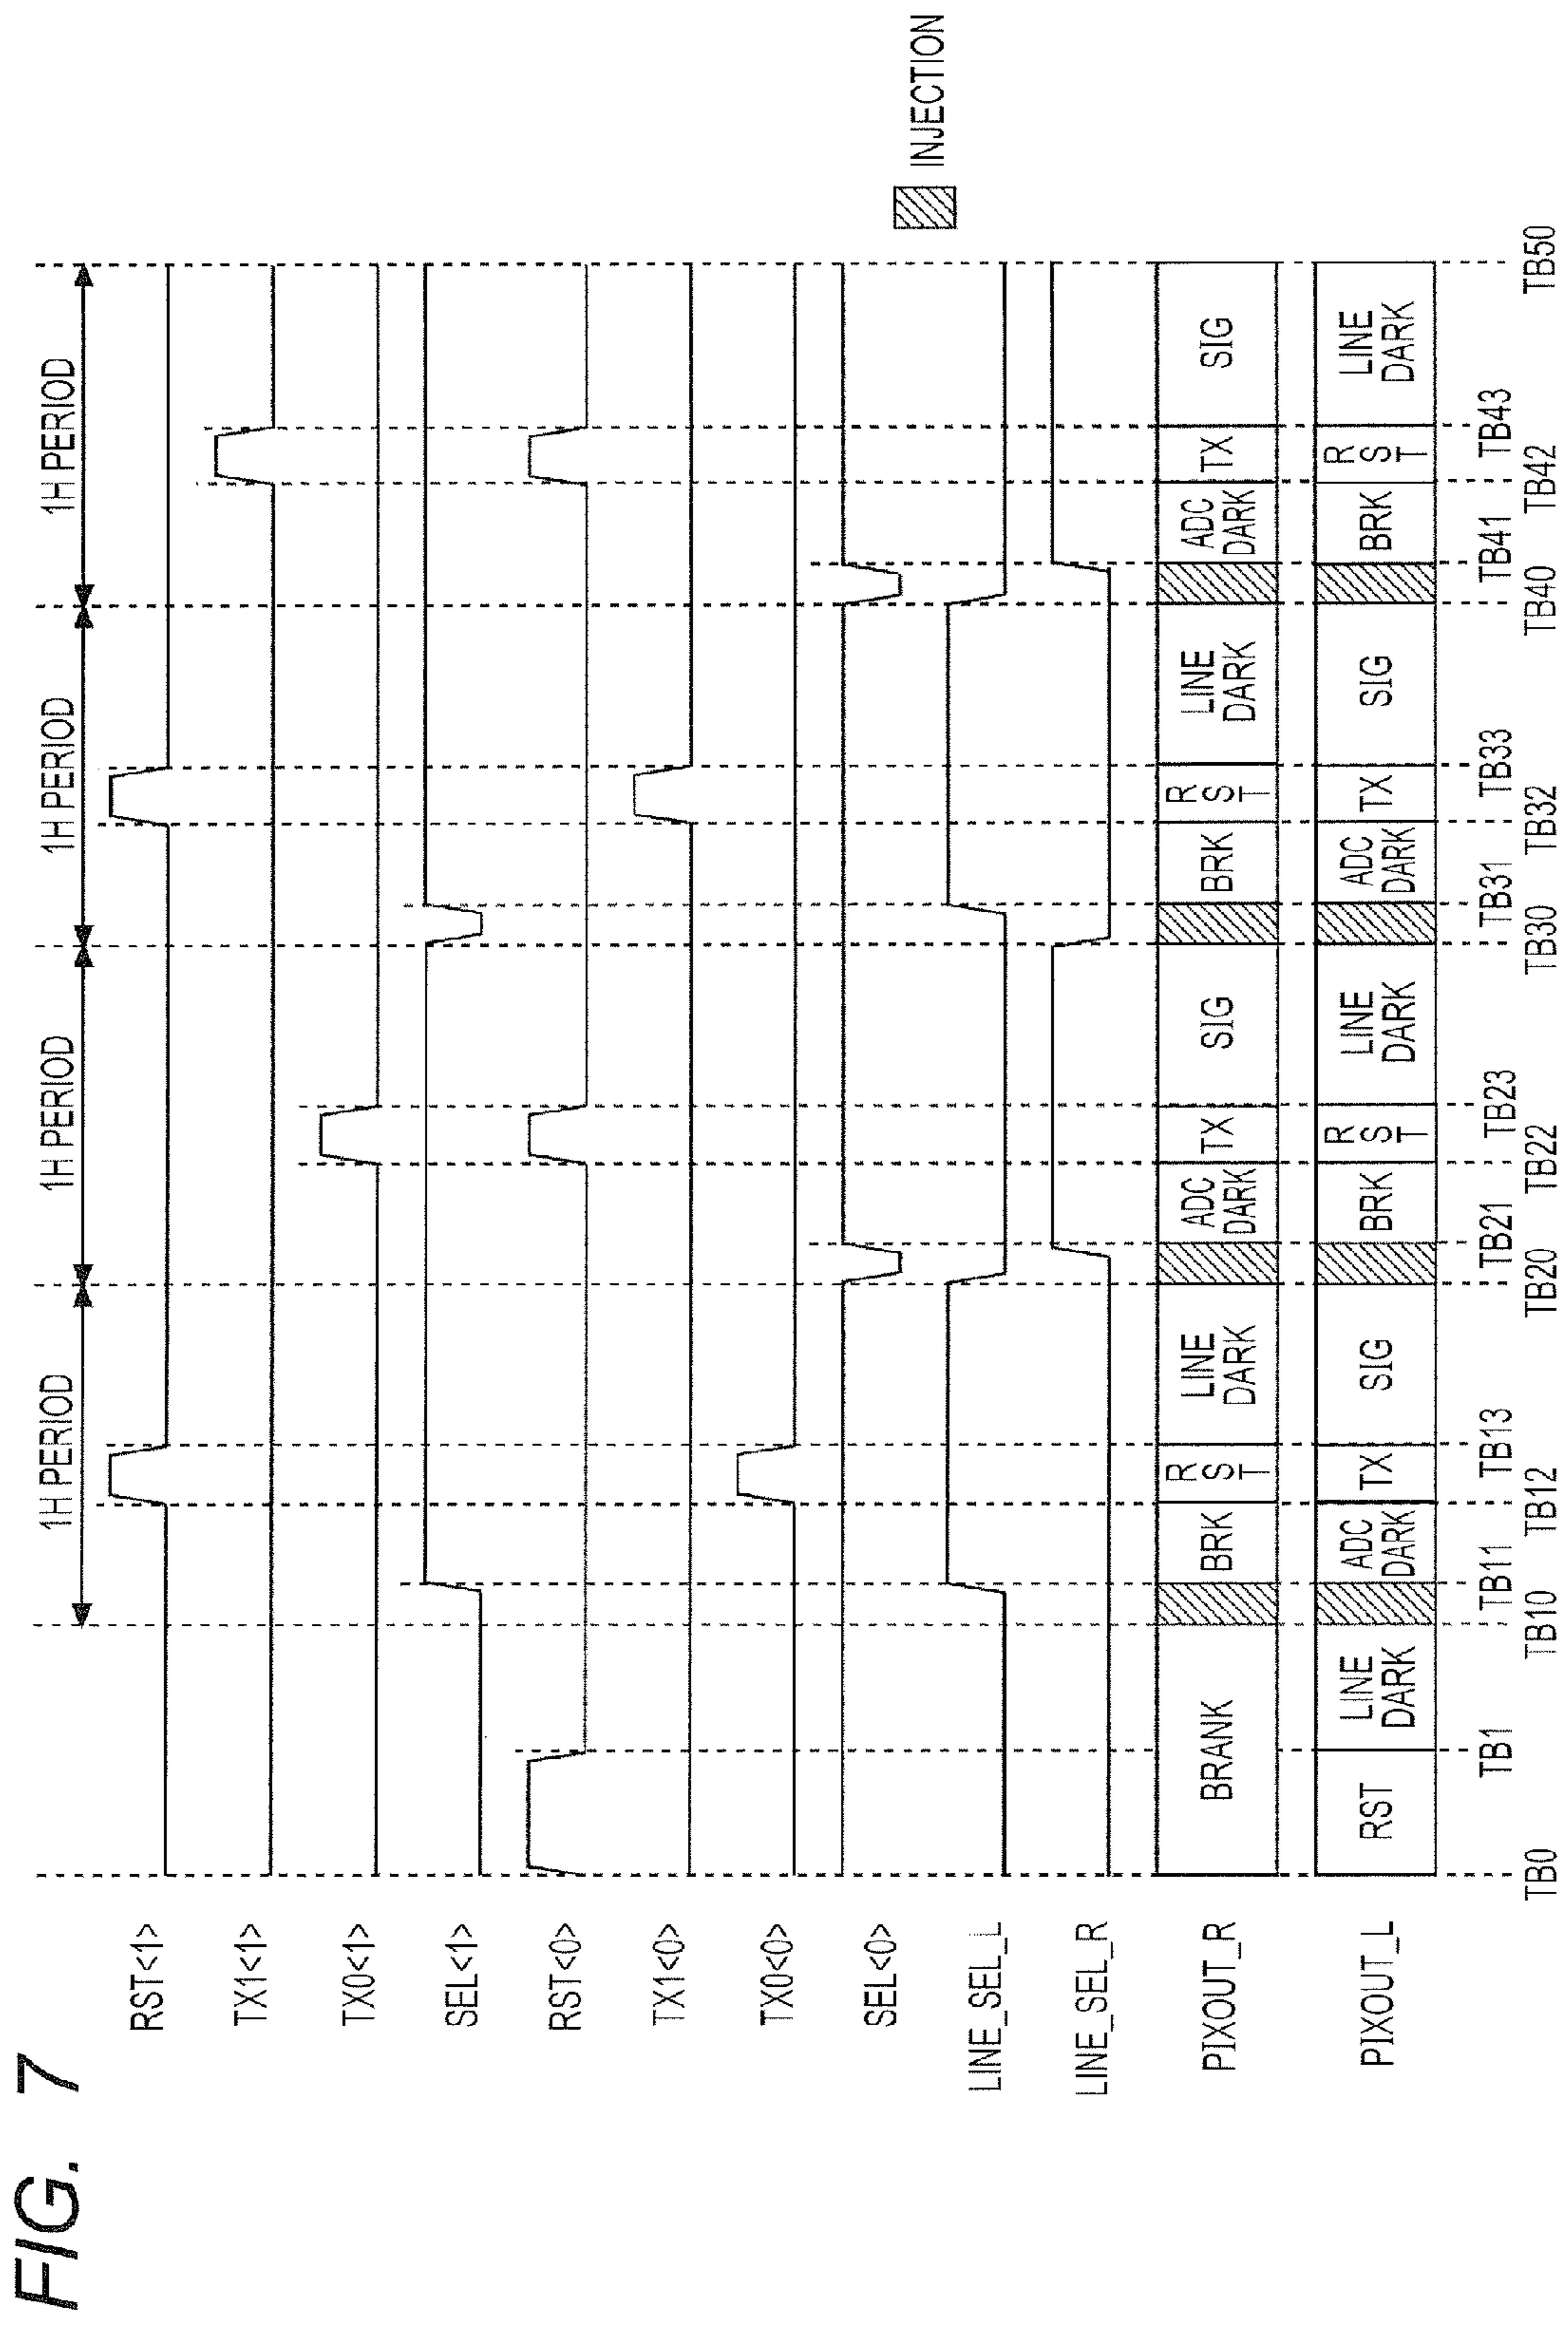 FIG. 7
1H PERIOD
1H PERIOD
1H PERIOD
1H PERIOD
RST<1>
TX1<1>
TX0<1>
SEL<1>
RST<0>
TX1<0>
TX0<0>
SEL<0>
LINE_SEL_L
LINE_SEL_R
PIXOUT_R
BRANK
BRK
RST
LINE DARK
ADC DARK
TX
SIG
BRK
RST
LINE DARK
ADC DARK
TX
SIG
PIXOUT_L
RST
LINE DARK
ADC DARK
TX
SIG
BRK
RST
LINE DARK
ADC DARK
TX
SIG
BRK
RST
LINE DARK
TB0
TB1
TB10
TB11
TB12
TB13
TB20
TB21
TB22
TB23
TB30
TB31
TB32
TB33
TB40
TB41
TB42
TB43
TB50
INJECTION